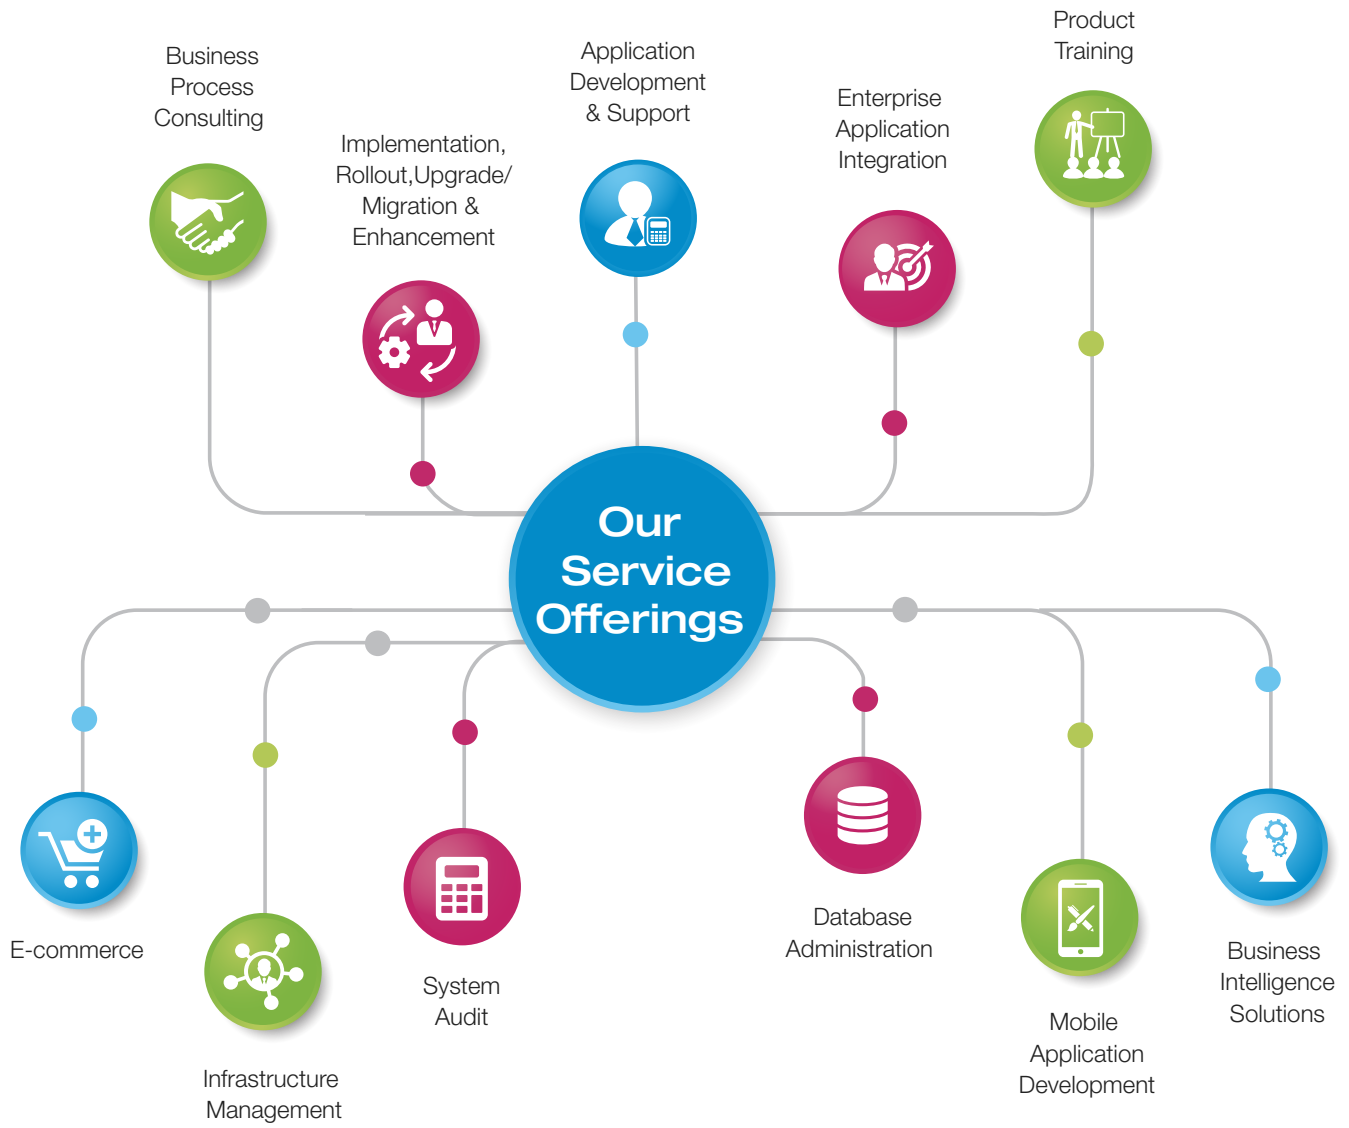 Business
Process
Consulting
Implementation,
Rollout,Upgrade/
Migration &
Enhancement
Application
Development
& Support
Enterprise
Application
Integration
Product
Training
Our
Service
Offerings
E-commerce
Infrastructure
Management
System
Audit
Database
Administration
Mobile
Application
Development
Business
Intelligence
Solutions